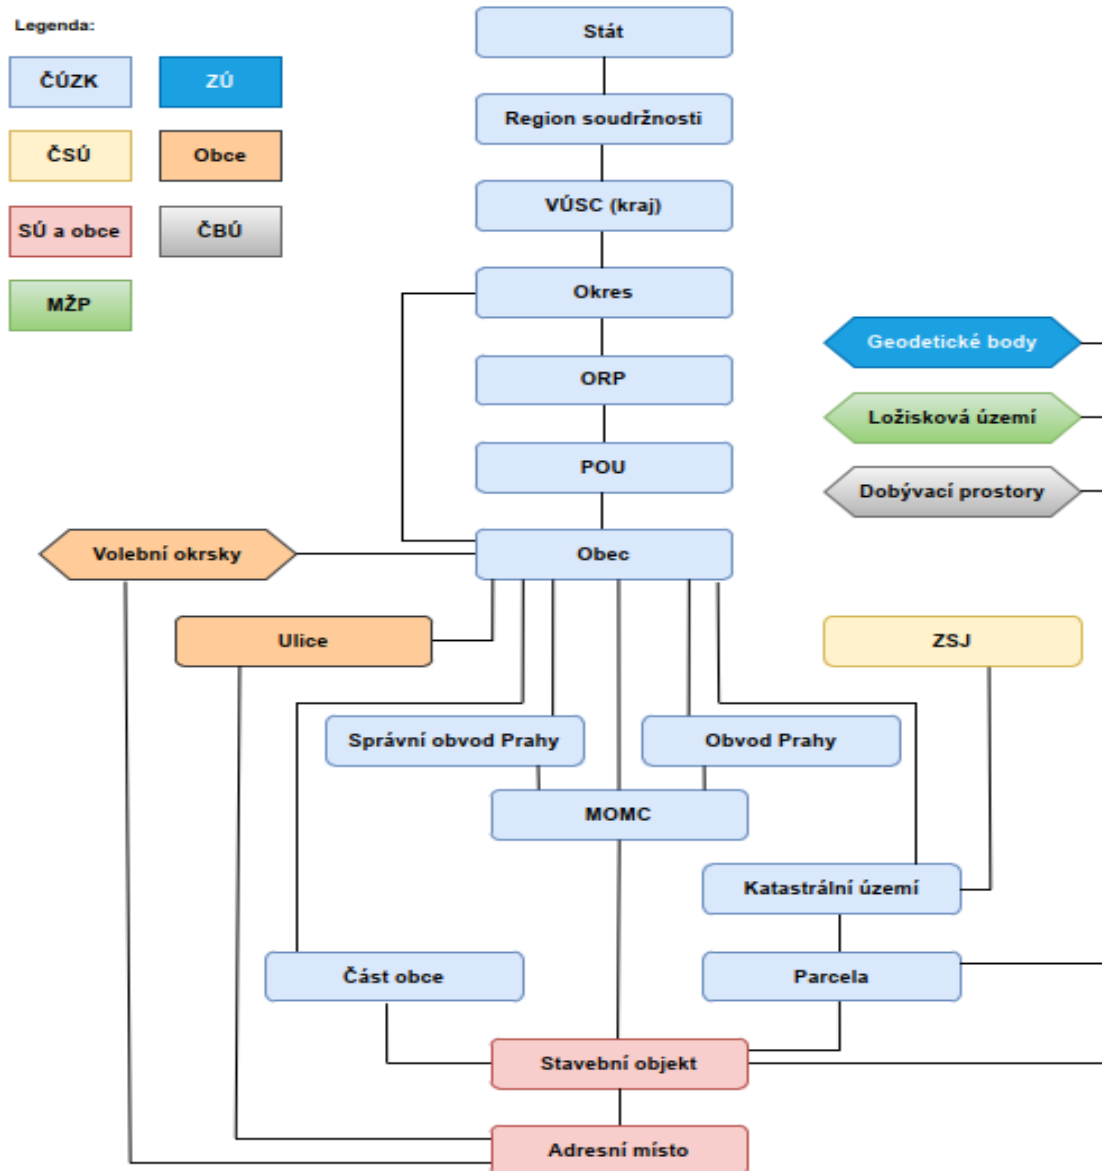 Legenda:
ČÚZK
ZÚ
ČSÚ
Obce
SÚ a obce
ČBÚ
MŽP
Stát
Region soudržnosti
VÚSC (kraj)
Okres
Geodetické body
ORP
Ložisková území
POU
Dobývací prostory
Volební okrsky
Obec
Ulice
ZSJ
Správní obvod Prahy
Obvod Prahy
MOMC
Katastrální území
Část obce
Parcela
Stavební objekt
Adresní místo